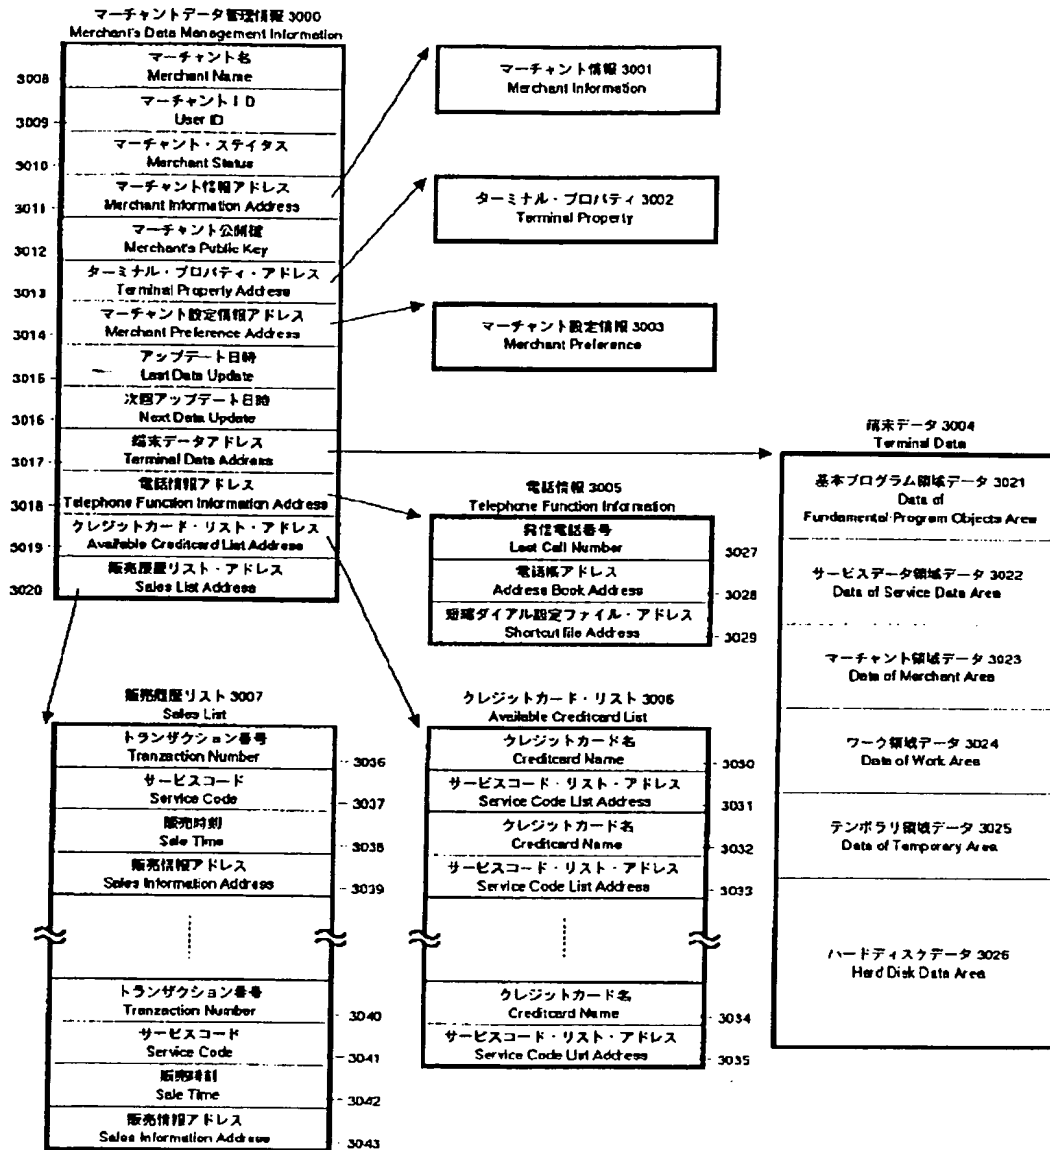 マーチャントデータ管理情報 3000
Merchant's Data Management Information
マーチャント名
Merchant Name
3008
マーチャントID
User ID
3009
マーチャント・ステイタス
Merchant Status
3010
マーチャント情報アドレス
Merchant Information Address
3011
マーチャント公開鍵
Merchant's Public Key
3012
ターミナル・プロパティ・アドレス
Terminal Property Address
3013
マーチャント設定情報アドレス
Merchant Preference Address
3014
アップデート日時
Last Data Update
3015
次回アップデート日時
Next Data Update
3016
端末データアドレス
Terminal Data Address
3017
電話情報アドレス
Telephone Function Information Address
3018
クレジットカード・リスト・アドレス
Available Creditcard List Address
3019
販売履歴リスト・アドレス
Sales List Address
3020
マーチャント情報 3001
Merchant Information
ターミナル・プロパティ 3002
Terminal Property
マーチャント設定情報 3003
Merchant Preference
端末データ 3004
Terminal Data
基本プログラム領域データ 3021
Data of
Fundamental Program Objects Area
サービスデータ領域データ 3022
Data of Service Data Area
マーチャント領域データ 3023
Data of Merchant Area
ワーク領域データ 3024
Data of Work Area
テンポラリ領域データ 3025
Data of Temporary Area
ハードディスクデータ 3026
Hard Disk Data Area
電話情報 3005
Telephone Function Information
発信電話番号
Last Call Number
3027
電話帳アドレス
Address Book Address
3028
短縮ダイアル設定ファイル・アドレス
Shortcut file Address
3029
販売履歴リスト 3007
Sales List
トランザクション番号
Tranzaction Number
3036
サービスコード
Service Code
3037
販売時刻
Sale Time
3038
販売情報アドレス
Sales Information Address
3039
トランザクション番号
Tranzaction Number
3040
サービスコード
Service Code
3041
販売時刻
Sale Time
3042
販売情報アドレス
Sales Information Address
3043
クレジットカード・リスト 3006
Available Creditcard List
クレジットカード名
Creditcard Name
3030
サービスコード・リスト・アドレス
Service Code List Address
3031
クレジットカード名
Creditcard Name
3032
サービスコード・リスト・アドレス
Service Code List Address
3033
クレジットカード名
Creditcard Name
3034
サービスコード・リスト・アドレス
Service Code List Address
3035